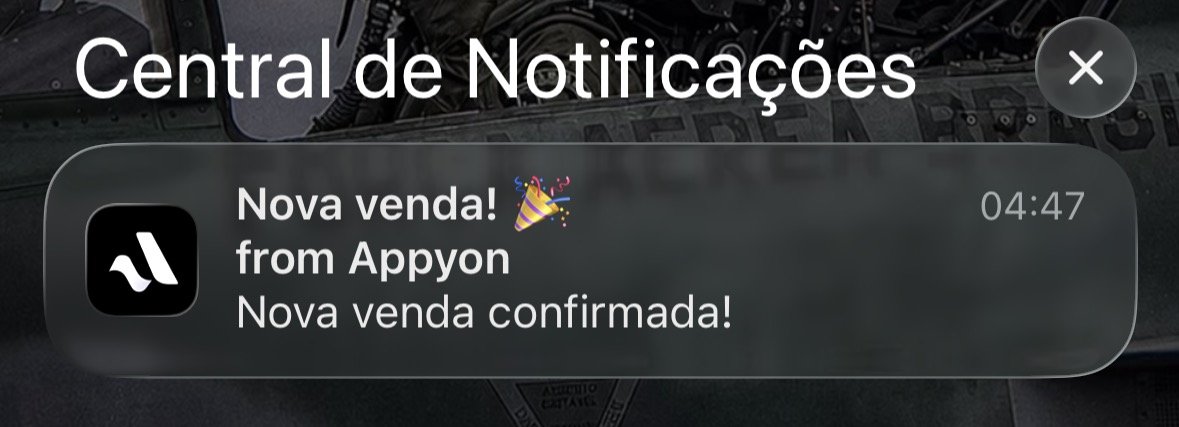 Central de Notificações
Nova venda! 🎉
04:47
from Appyon
Nova venda confirmada!